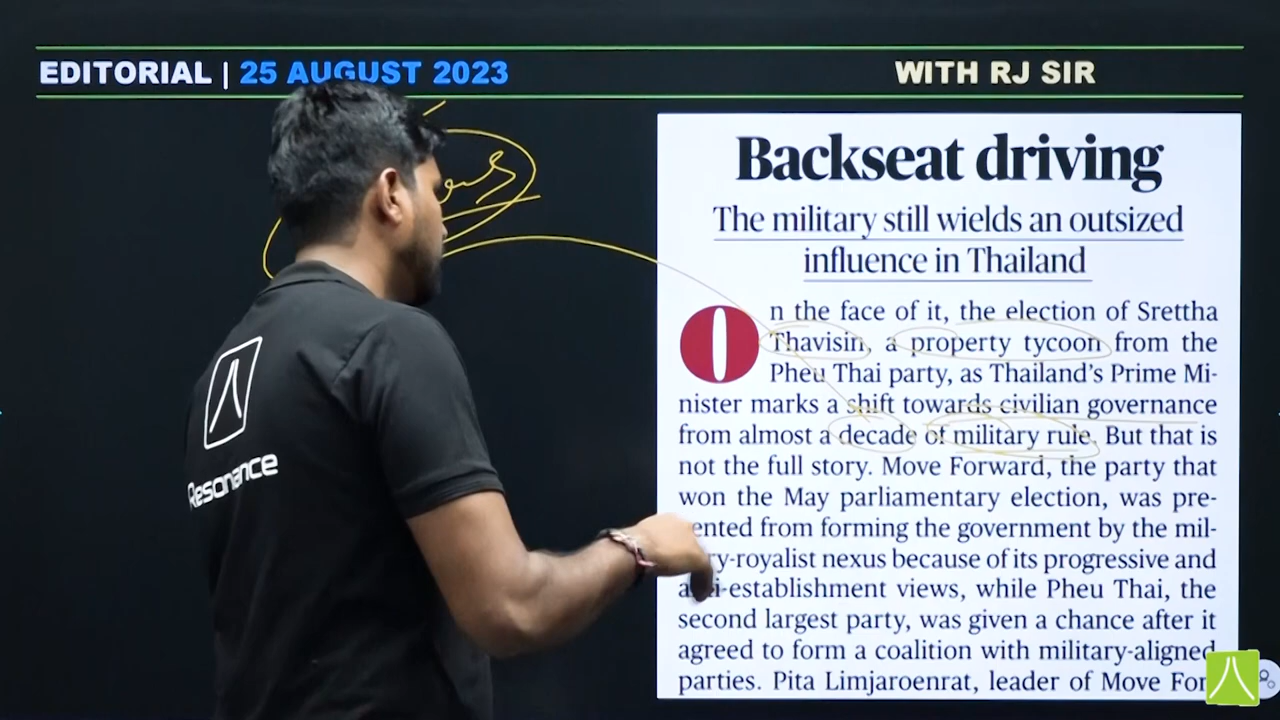 EDITORIAL | 25 AUGUST 2023
WITH RJ SIR
Backseat driving
The military still wields an outsized
influence in Thailand
On the face of it, the election of Srettha
Thavisin, a property tycoon from the
Pheu Thai party, as Thailand's Prime Mi-
nister marks a shift towards civilian governance
from almost a decade of military rule. But that is
not the full story. Move Forward, the party that
won the May parliamentary election, was pre-
ented from forming the government by the mil-
ry-royalist nexus because of its progressive and
-establishment views, while Pheu Thai, the
second largest party, was given a chance after it
agreed to form a coalition with military-aligned
parties. Pita Limjaroenrat, leader of Move For
Resonance